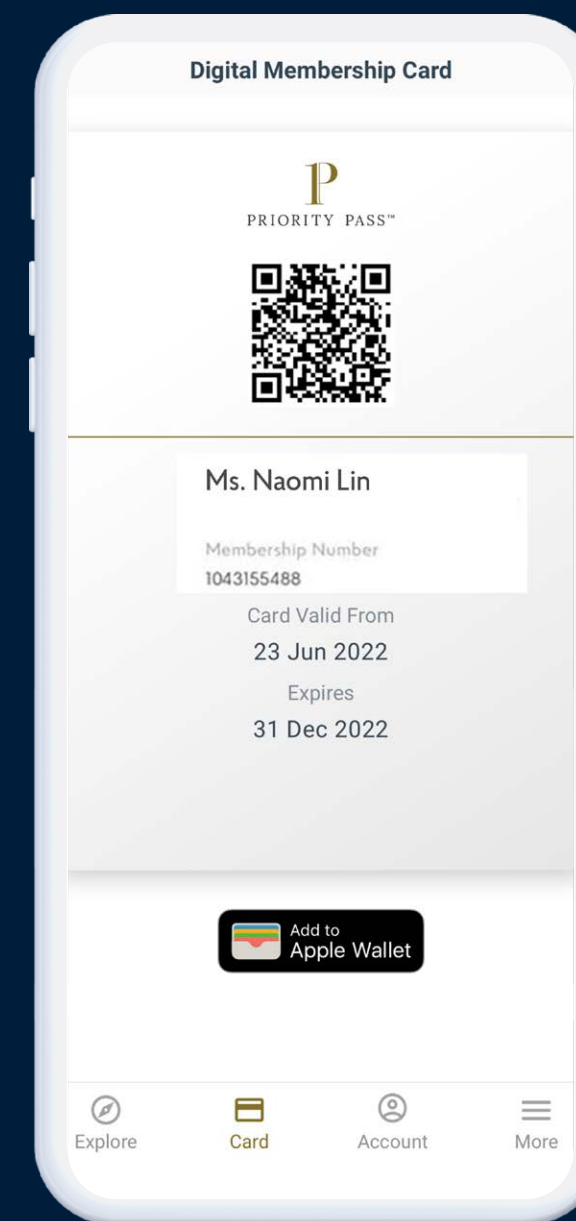 Digital Membership Card
P
PRIORITY PASS™
Ms. Naomi Lin
Membership Number
1043155488
Card Valid From
23 Jun 2022
Expires
31 Dec 2022
Add to
Apple Wallet
Explore Card Account More